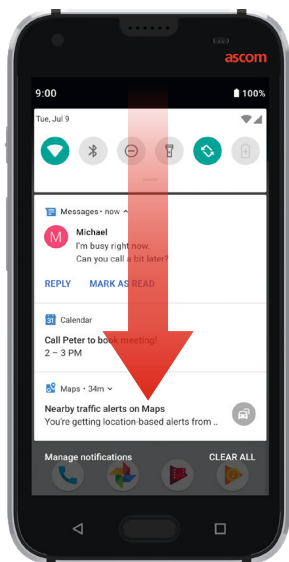 ascom
9:00 100%
Tue, Jul 9
Messages • now
M
Michael
I'm busy right now.
Can you call a bit later?
REPLY MARK AS READ
31 Calendar
Call Peter to book meeting!
2 – 3 PM
Maps • 34m
Nearby traffic alerts on Maps
You're getting location-based alerts from ..
Manage notifications CLEAR ALL